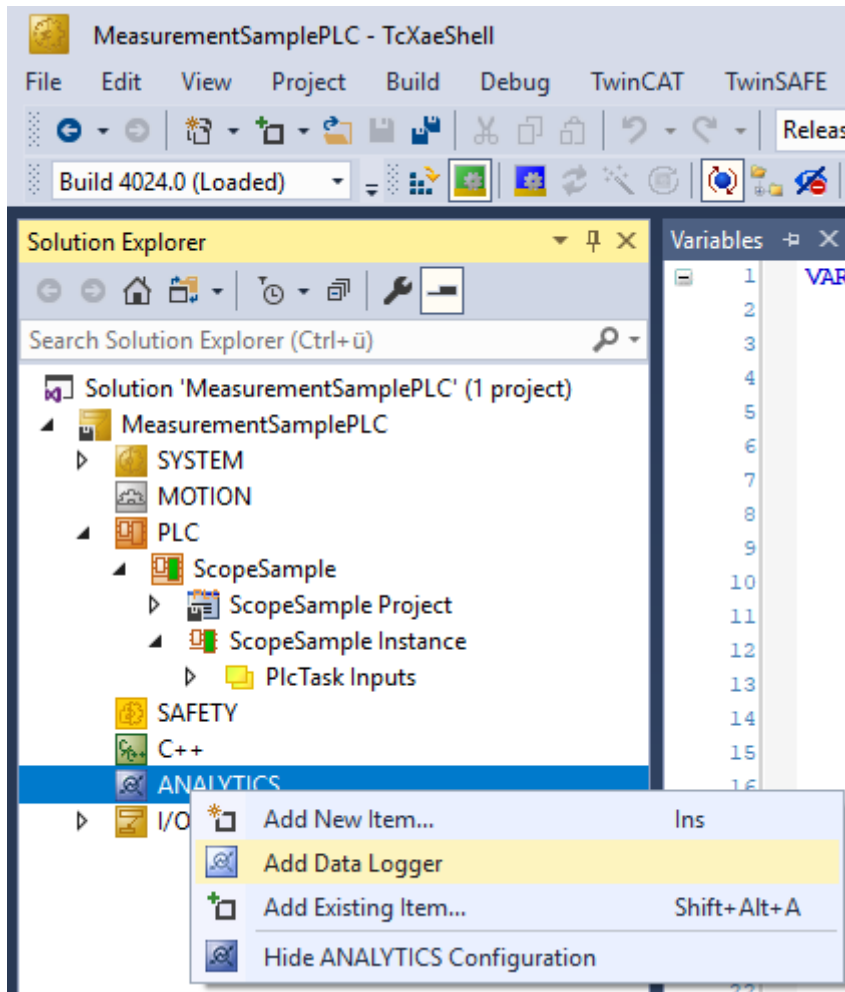 MeasurementSamplePLC - TcXaeShell
File Edit View Project Build Debug TwinCAT TwinSAFE
Build 4024.0 (Loaded)
Solution Explorer
Variables
Search Solution Explorer (Ctrl+ü)
Solution 'MeasurementSamplePLC' (1 project)
MeasurementSamplePLC
SYSTEM
MOTION
PLC
ScopeSample
ScopeSample Project
ScopeSample Instance
PlcTask Inputs
SAFETY
C++
ANALYTICS
I/O
Add New Item... Ins
Add Data Logger
Add Existing Item... Shift+Alt+A
Hide ANALYTICS Configuration
1
2
3
4
5
6
7
8
9
10
11
12
13
14
15
16